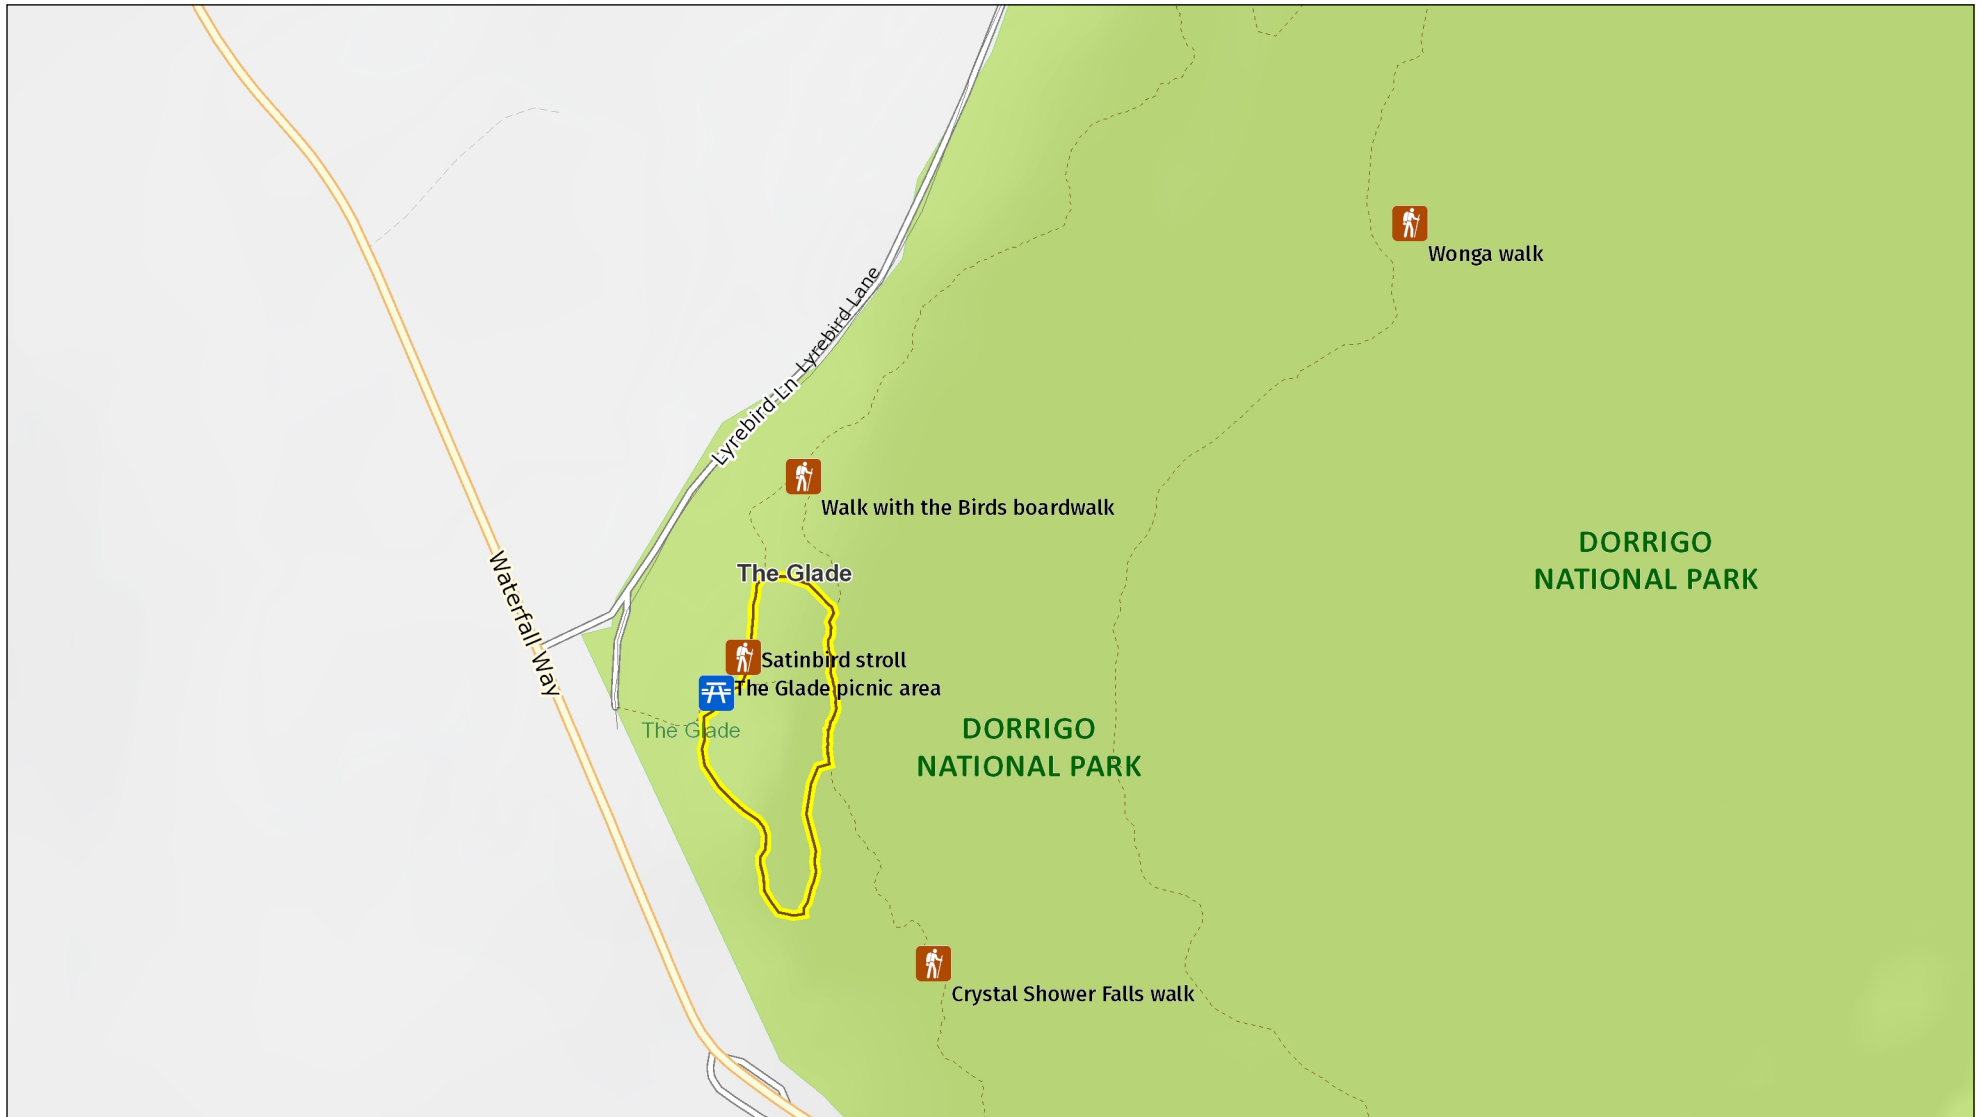 Wonga walk
Lyrebird Lane
Lyrebird Ln
Walk with the Birds boardwalk
DORRIGO
NATIONAL PARK
The Glade
Waterfall Way
Satinbird stroll
The Glade picnic area
The Glade
DORRIGO
NATIONAL PARK
Crystal Shower Falls walk